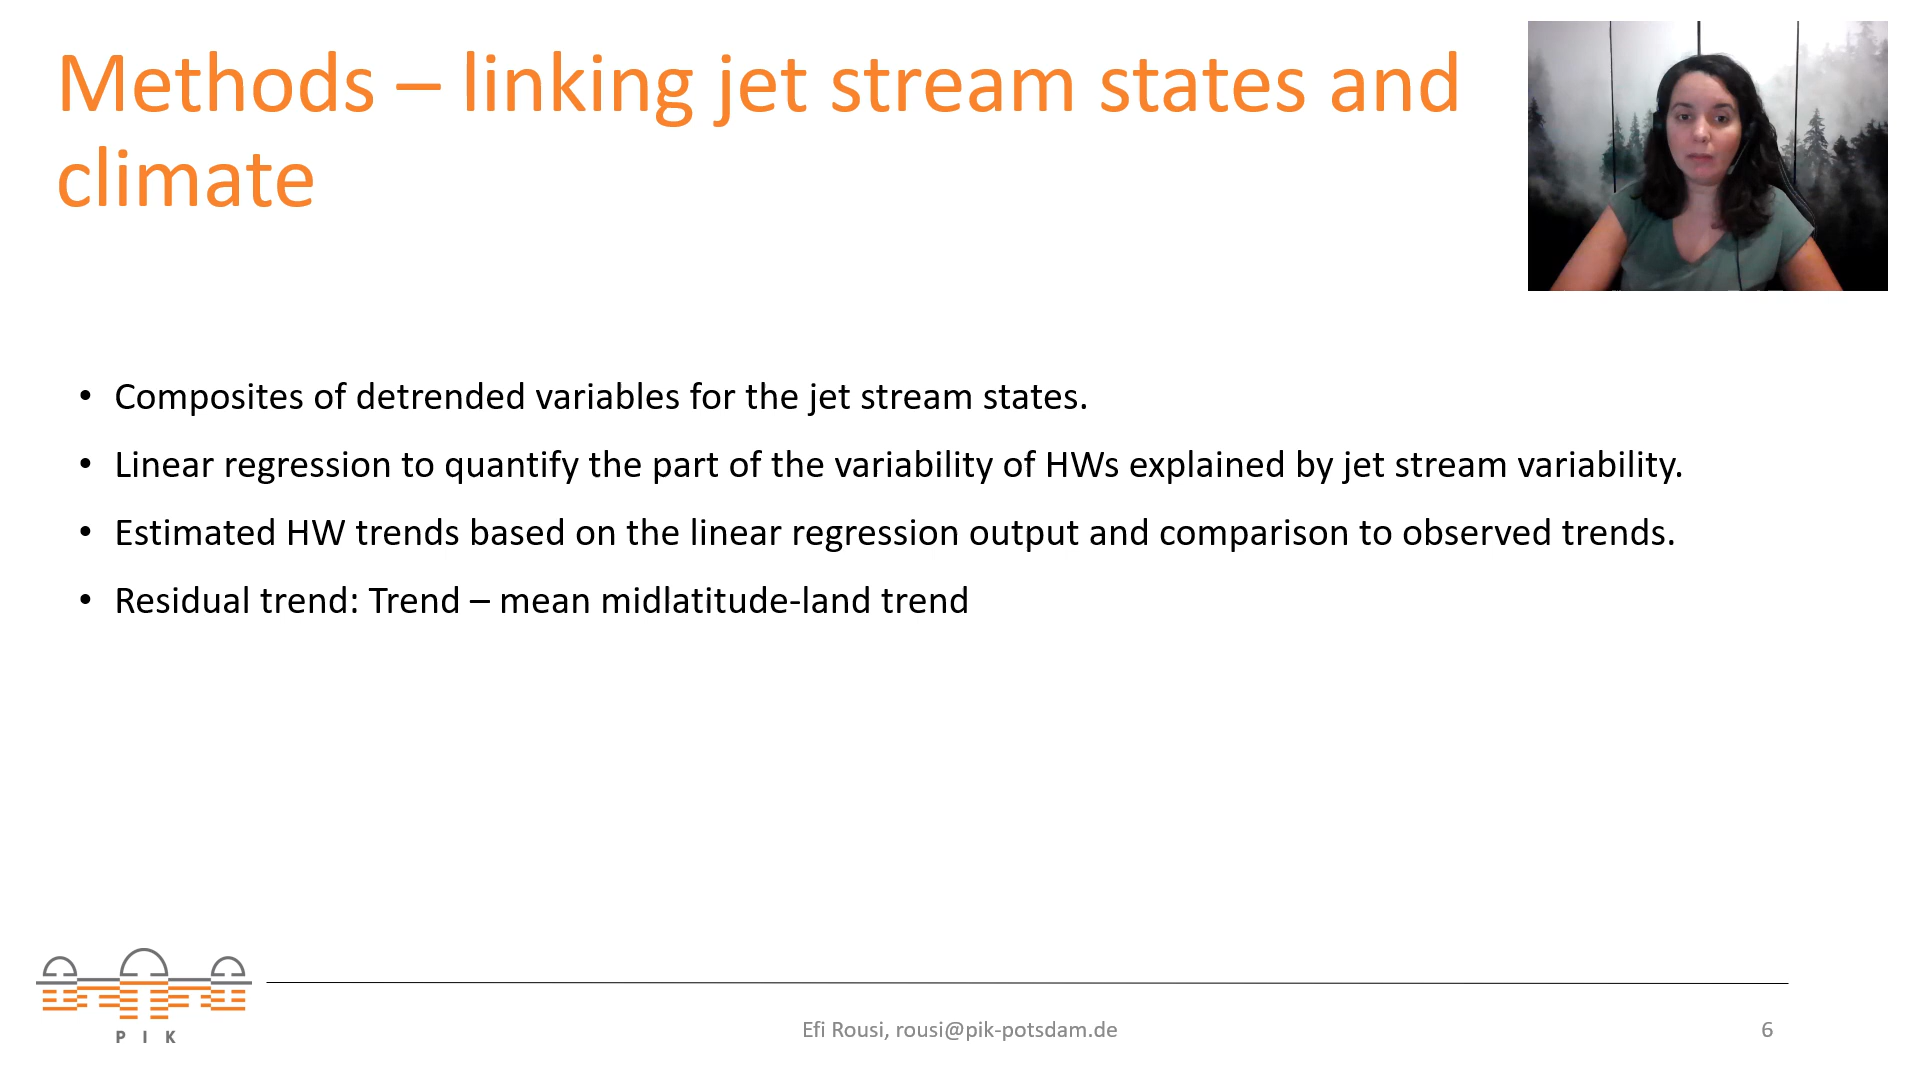 Methods – linking jet stream states and
climate
• Composites of detrended variables for the jet stream states.
• Linear regression to quantify the part of the variability of HWs explained by jet stream variability.
• Estimated HW trends based on the linear regression output and comparison to observed trends.
• Residual trend: Trend – mean midlatitude-land trend
P I K
Efi Rousi, rousi@pik-potsdam.de
6